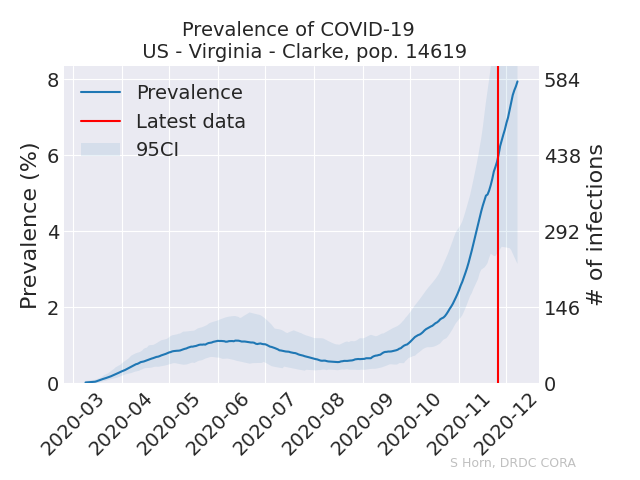 Prevalence of COVID-19
US - Virginia - Clarke, pop. 14619
Prevalence
Latest data
95CI
Prevalence (%)
8
6
4
2
0
584
438
292
146
0
# of infections
2020-03
2020-04
2020-05
2020-06
2020-07
2020-08
2020-09
2020-10
2020-11
2020-12
S Horn, DRDC CORA